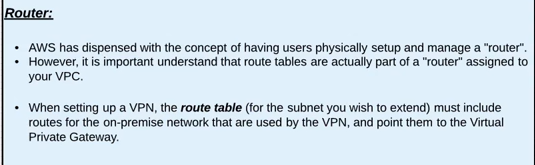 Router:
• AWS has dispensed with the concept of having users physically setup and manage a "router".
• However, it is important understand that route tables are actually part of a "router" assigned to
your VPC.
• When setting up a VPN, the route table (for the subnet you wish to extend) must include
routes for the on-premise network that are used by the VPN, and point them to the Virtual
Private Gateway.